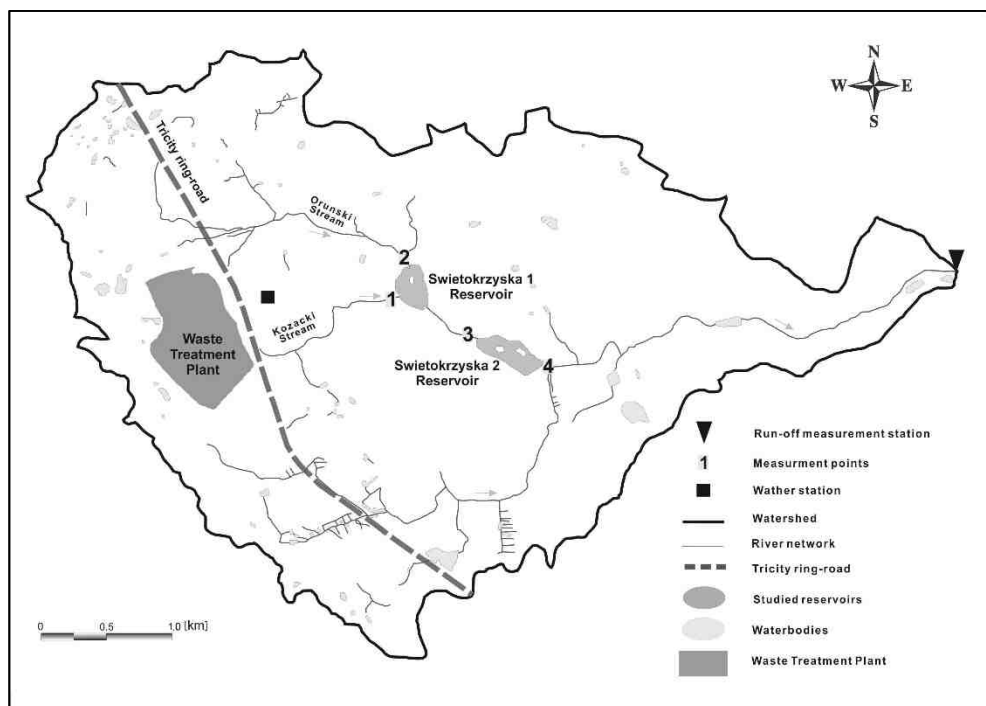 N
W E
S
Tricity ring-road
Orunski
Stream
2
Swietokrzyska 1
Reservoir
1
Kozacki
Stream
Waste
Treatment
Plant
3
Swietokrzyska 2
Reservoir
4
Run-off measurement station
1 Measurment points
Wather station
Watershed
River network
Tricity ring-road
Studied reservoirs
Waterbodies
Waste Treatment Plant
0 0.5 1.0 [km]